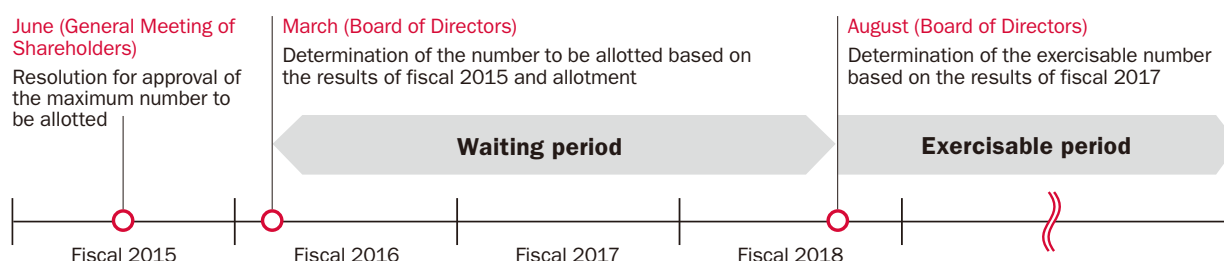 June (General Meeting of
Shareholders)
Resolution for approval of
the maximum number to
be allotted
March (Board of Directors)
Determination of the number to be allotted based on
the results of fiscal 2015 and allotment
August (Board of Directors)
Determination of the exercisable number
based on the results of fiscal 2017
Waiting period
Exercisable period
Fiscal 2015
Fiscal 2016
Fiscal 2017
Fiscal 2018